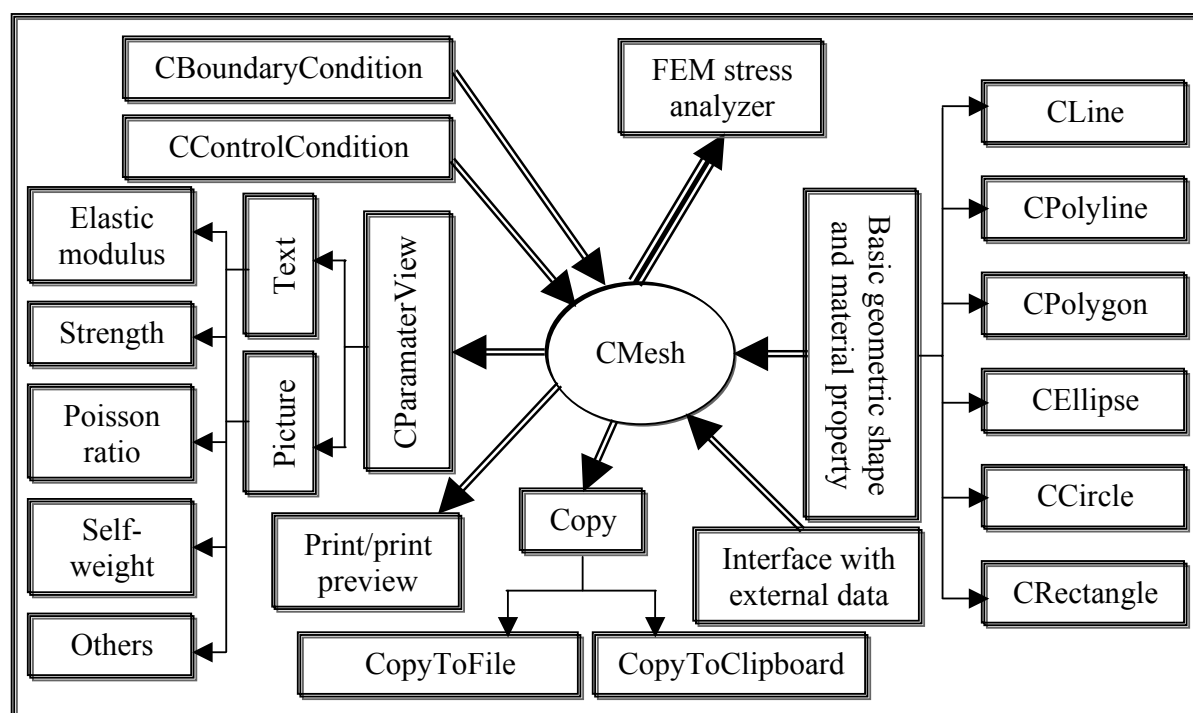 CBoundaryCondition
CControlCondition
FEM stress
analyzer
CLine
CPolyline
CPolygon
CEllipse
CCircle
CRectangle
Basic geometric shape
and material property
CMesh
CParamaterView
Text
Picture
Elastic
modulus
Strength
Poisson
ratio
Self-
weight
Others
Print/print
preview
Copy
CopyToFile
CopyToClipboard
Interface with
external data